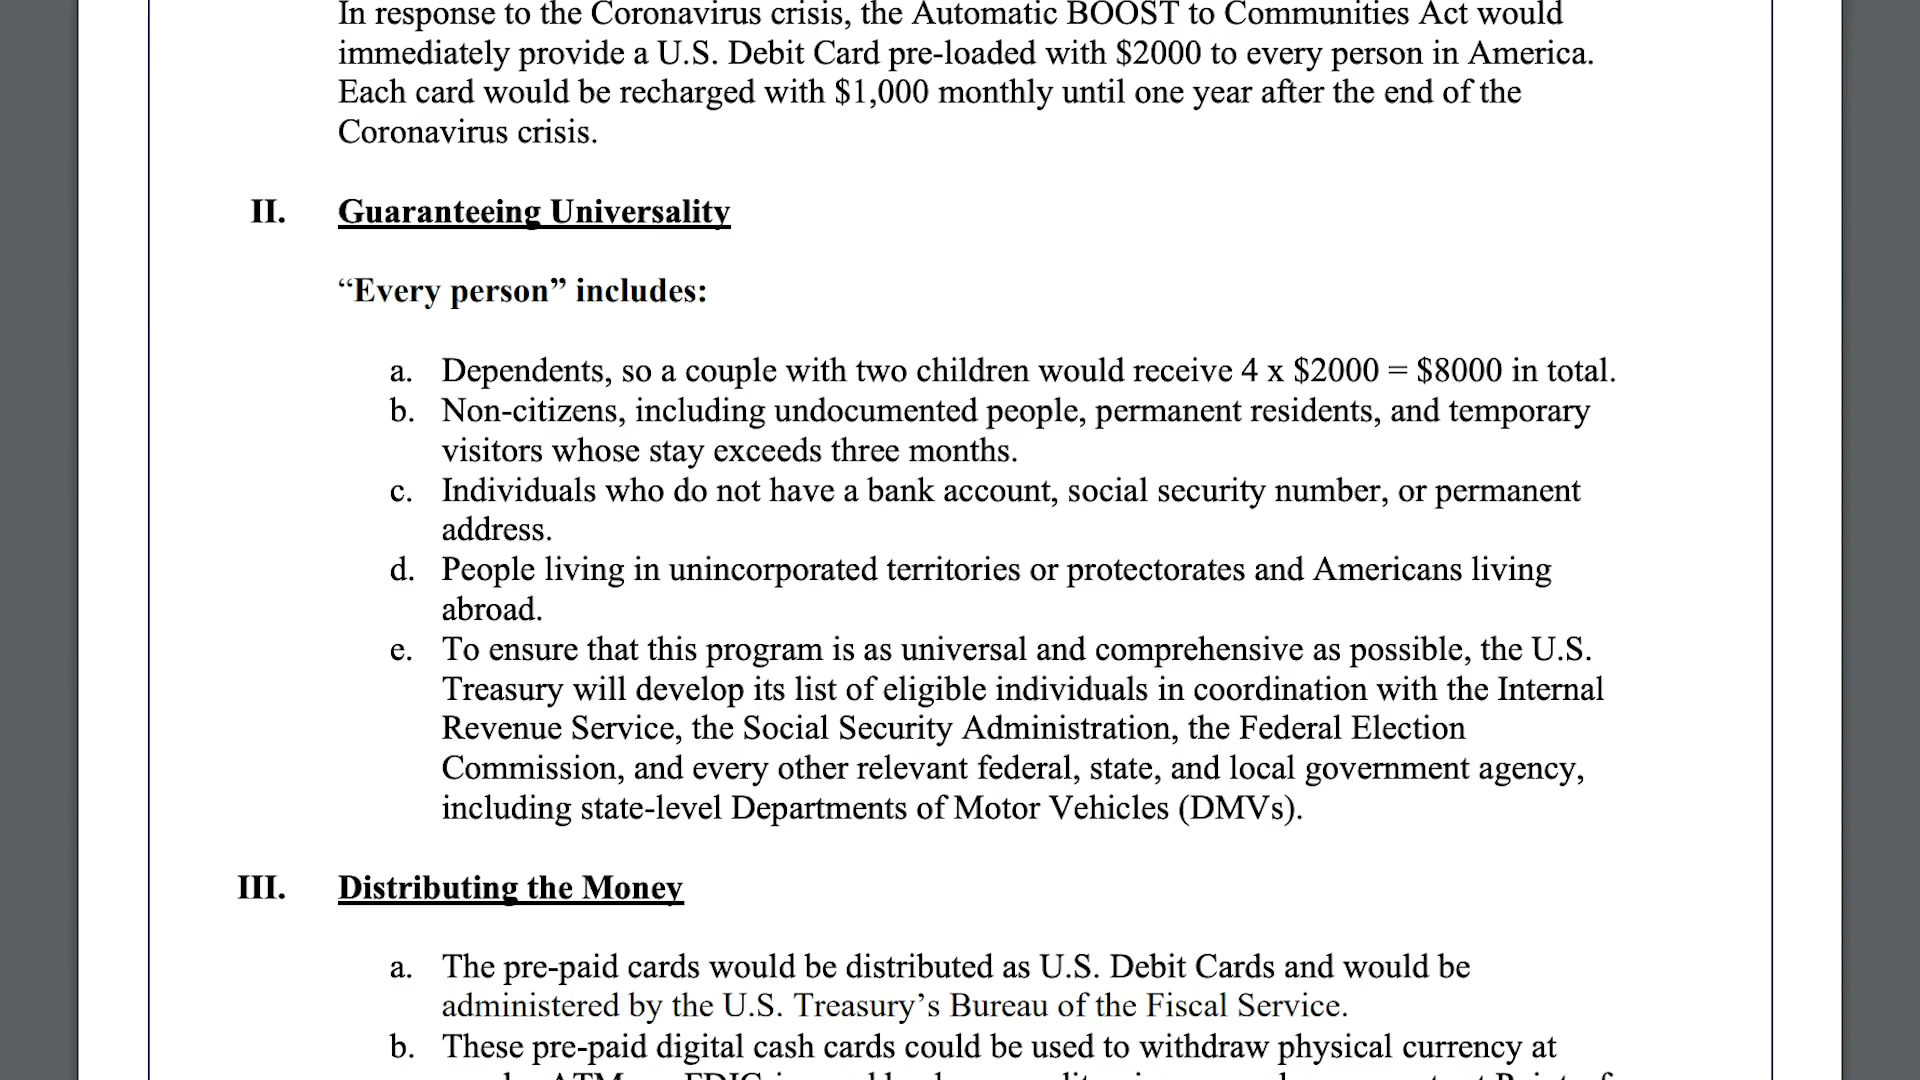 In response to the Coronavirus crisis, the Automatic BOOST to Communities Act would
immediately provide a U.S. Debit Card pre-loaded with $2000 to every person in America.
Each card would be recharged with $1,000 monthly until one year after the end of the
Coronavirus crisis.
II. Guaranteeing Universality
“Every person” includes:
a. Dependents, so a couple with two children would receive 4 x $2000 = $8000 in total.
b. Non-citizens, including undocumented people, permanent residents, and temporary
visitors whose stay exceeds three months.
c. Individuals who do not have a bank account, social security number, or permanent
address.
d. People living in unincorporated territories or protectorates and Americans living
abroad.
e. To ensure that this program is as universal and comprehensive as possible, the U.S.
Treasury will develop its list of eligible individuals in coordination with the Internal
Revenue Service, the Social Security Administration, the Federal Election
Commission, and every other relevant federal, state, and local government agency,
including state-level Departments of Motor Vehicles (DMVs).
III. Distributing the Money
a. The pre-paid cards would be distributed as U.S. Debit Cards and would be
administered by the U.S. Treasury’s Bureau of the Fiscal Service.
b. These pre-paid digital cash cards could be used to withdraw physical currency at